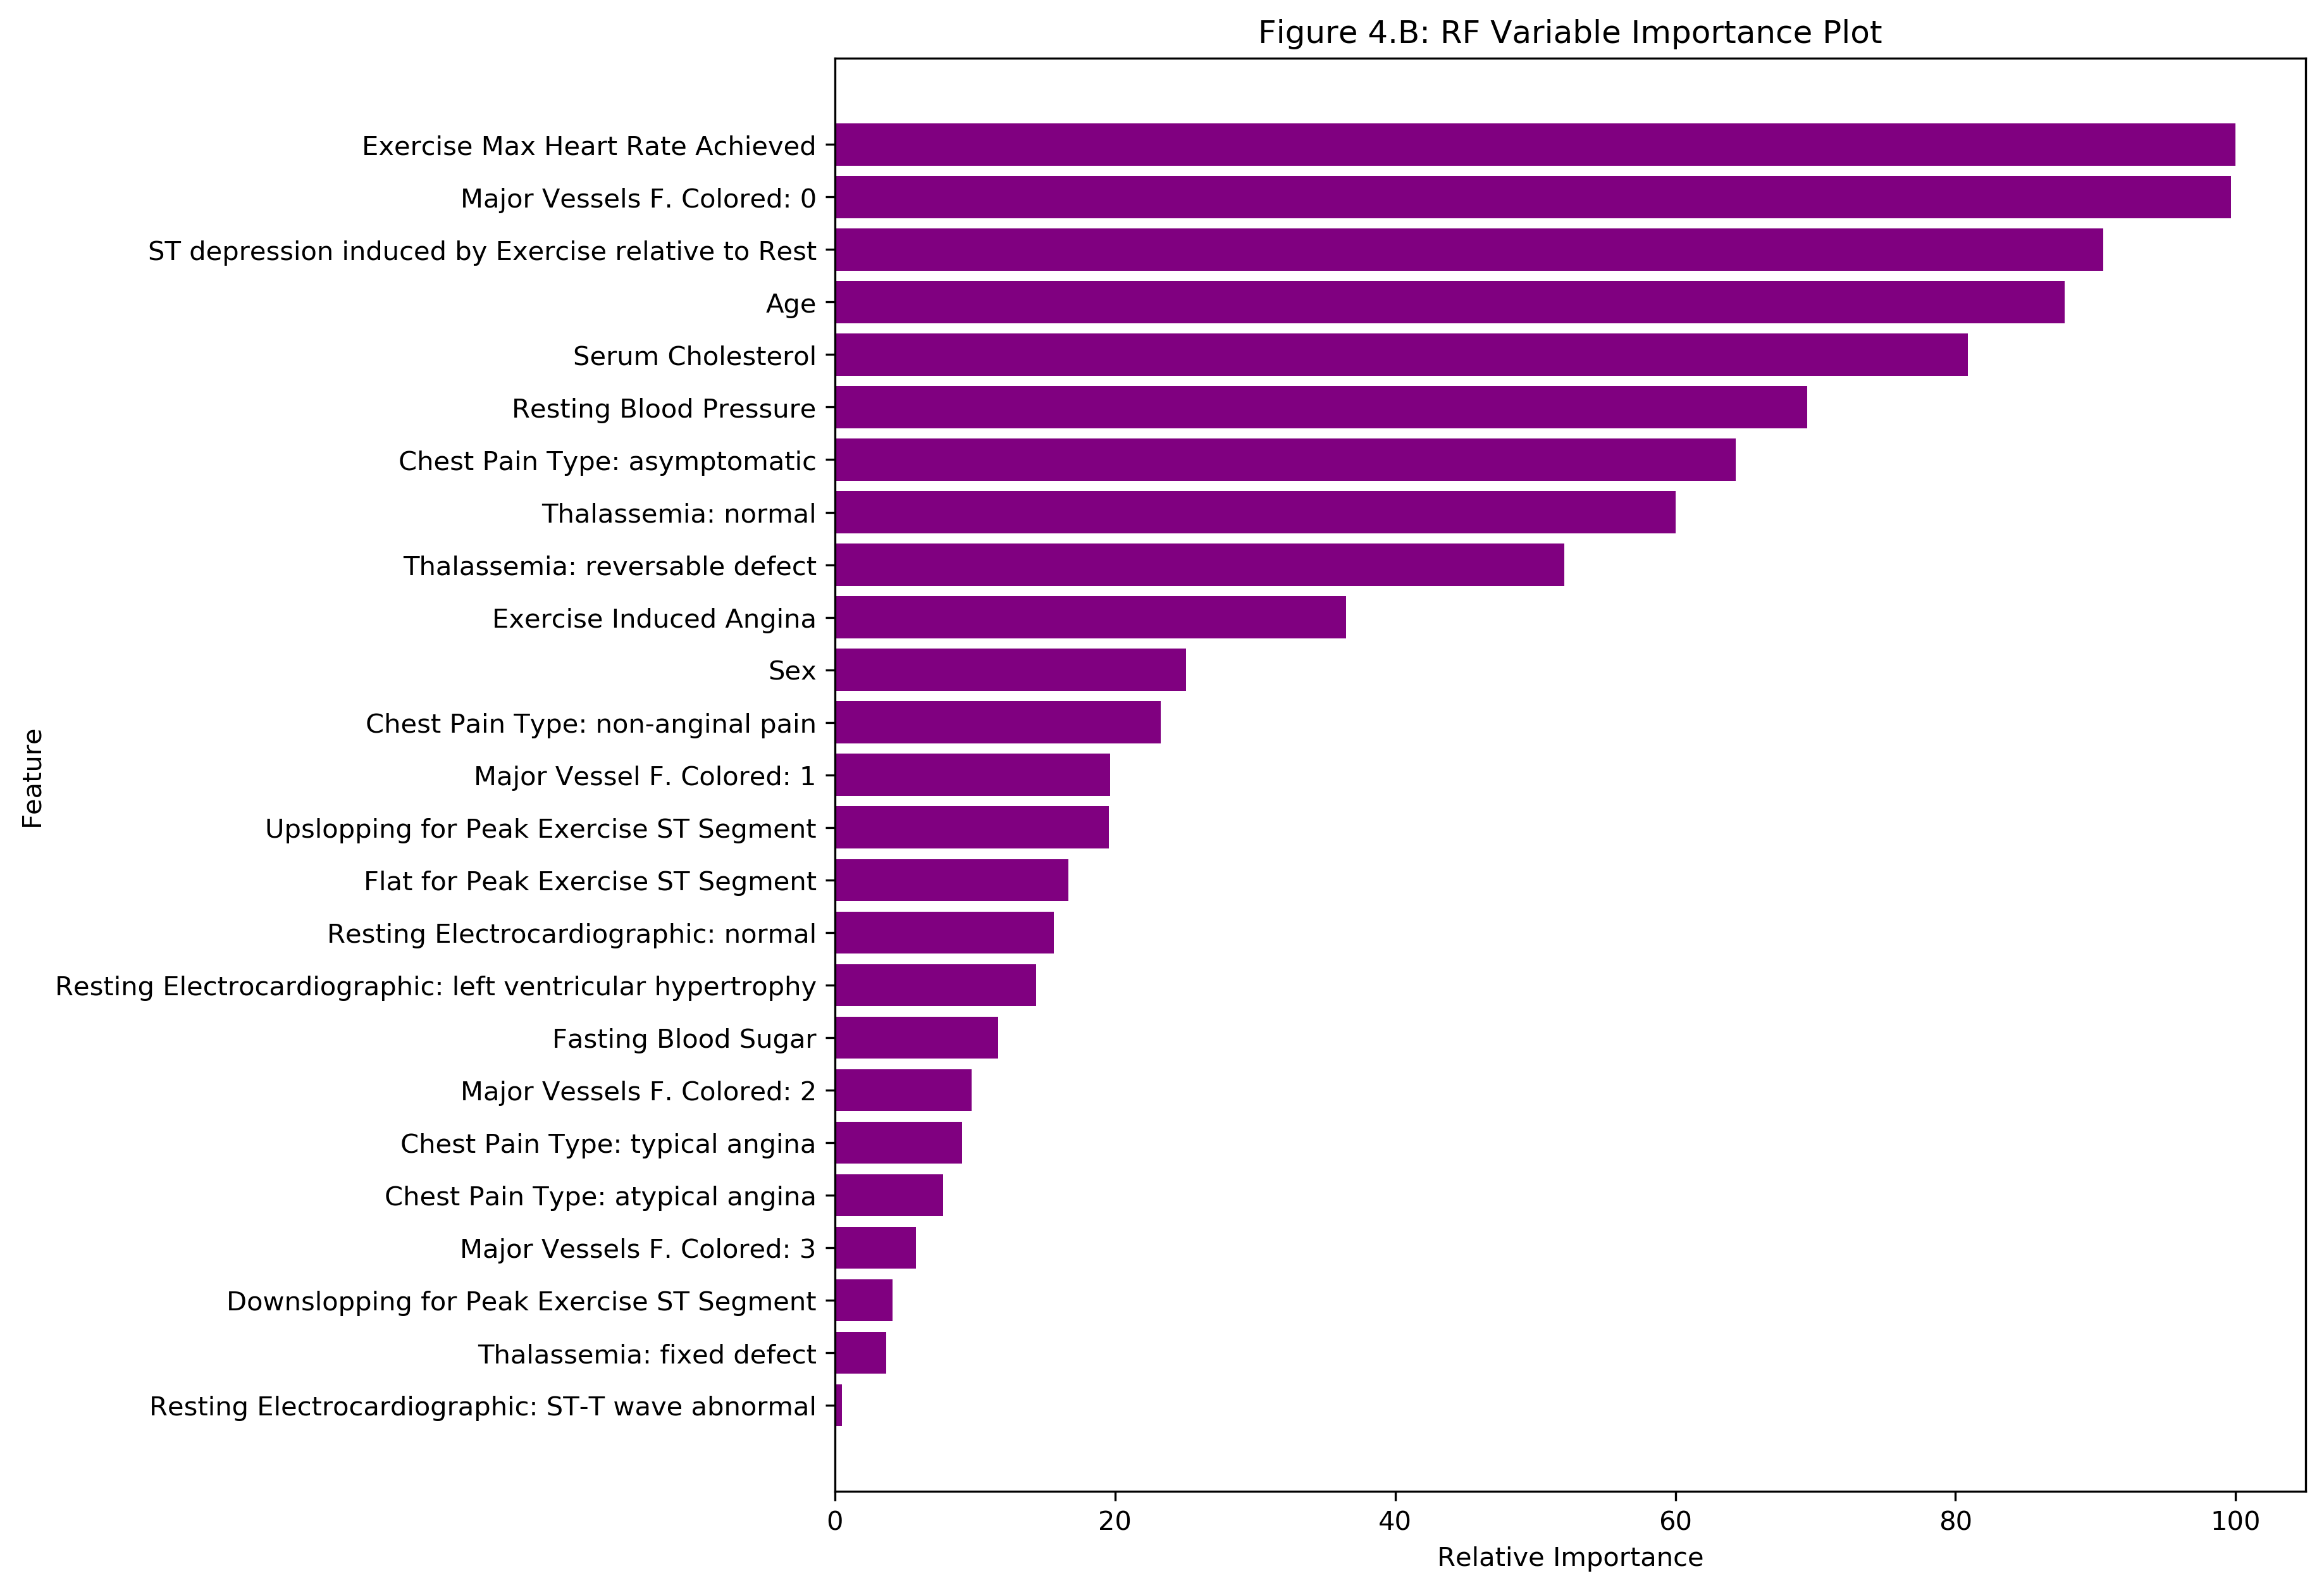 Figure 4.B: RF Variable Importance Plot
Exercise Max Heart Rate Achieved
Major Vessels F. Colored: 0
ST depression induced by Exercise relative to Rest
Age
Serum Cholesterol
Resting Blood Pressure
Chest Pain Type: asymptomatic
Thalassemia: normal
Thalassemia: reversable defect
Exercise Induced Angina
Sex
Chest Pain Type: non-anginal pain
Major Vessel F. Colored: 1
Upslopping for Peak Exercise ST Segment
Flat for Peak Exercise ST Segment
Resting Electrocardiographic: normal
Resting Electrocardiographic: left ventricular hypertrophy
Fasting Blood Sugar
Major Vessels F. Colored: 2
Chest Pain Type: typical angina
Chest Pain Type: atypical angina
Major Vessels F. Colored: 3
Downslopping for Peak Exercise ST Segment
Thalassemia: fixed defect
Resting Electrocardiographic: ST-T wave abnormal
Feature
0 20 40 60 80 100
Relative Importance